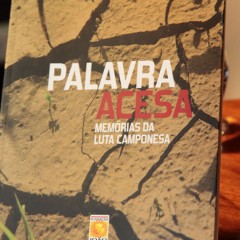 PALAVRA
ACESA
MEMÓRIAS DA
LUTA CAMPONESA